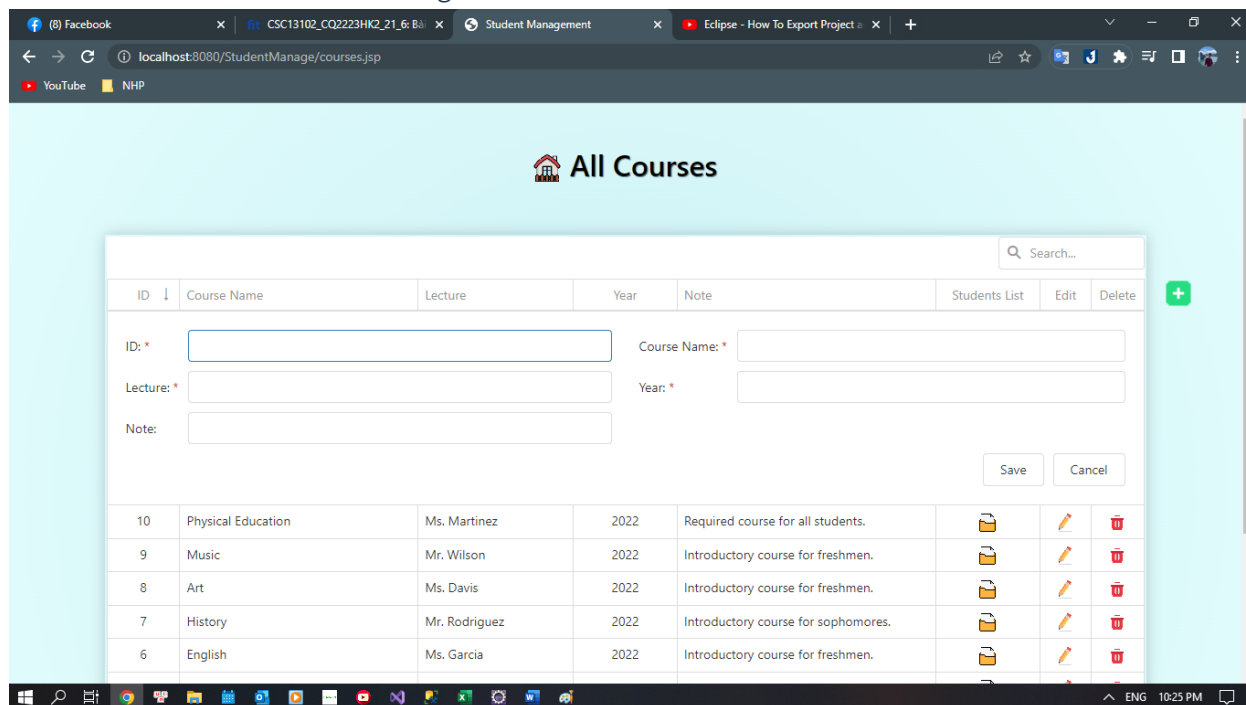 (8) Facebook
fit CSC13102_CQ2223HK2_21_6: Bài
Student Management
Eclipse - How To Export Project a
localhost:8080/StudentManage/courses.jsp
YouTube NHP
All Courses
Search...
ID ↓ Course Name Lecture Year Note Students List Edit Delete
ID: * Course Name: *
Lecture: * Year: *
Note:
Save Cancel
10 Physical Education Ms. Martinez 2022 Required course for all students.
9 Music Mr. Wilson 2022 Introductory course for freshmen.
8 Art Ms. Davis 2022 Introductory course for freshmen.
7 History Mr. Rodriguez 2022 Introductory course for sophomores.
6 English Ms. Garcia 2022 Introductory course for freshmen.
ENG 10:25 PM